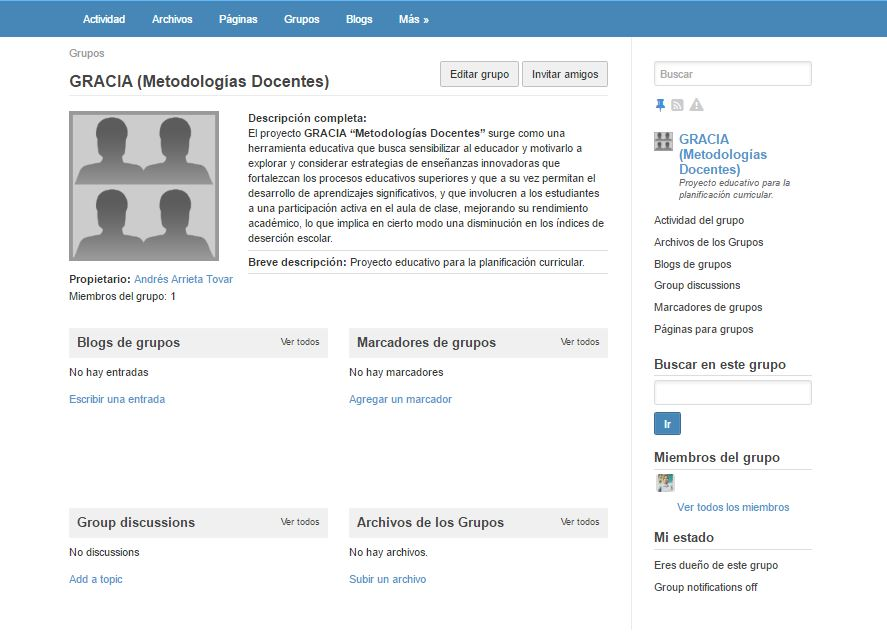 Actividad Archivos Páginas Grupos Blogs Más »
Grupos
GRACIA (Metodologías Docentes)
Editar grupo Invitar amigos
Descripción completa:
El proyecto GRACIA “Metodologías Docentes” surge como una
herramienta educativa que busca sensibilizar al educador y motivarlo a
explorar y considerar estrategias de enseñanzas innovadoras que
fortalezcan los procesos educativos superiores y que a su vez permitan el
desarrollo de aprendizajes significativos, y que involucren a los estudiantes
a una participación activa en el aula de clase, mejorando su rendimiento
académico, lo que implica en cierto modo una disminución en los índices de
deserción escolar.
Breve descripción: Proyecto educativo para la planificación curricular.
Propietario: Andrés Arrieta Tovar
Miembros del grupo: 1
Blogs de grupos Ver todos
No hay entradas
Escribir una entrada
Marcadores de grupos Ver todos
No hay marcadores
Agregar un marcador
Group discussions Ver todos
No discussions
Add a topic
Archivos de los Grupos Ver todos
No hay archivos.
Subir un archivo
Buscar
GRACIA
(Metodologías
Docentes)
Proyecto educativo para la
planificación curricular.
Actividad del grupo
Archivos de los Grupos
Blogs de grupos
Group discussions
Marcadores de grupos
Páginas para grupos
Buscar en este grupo
Ir
Miembros del grupo
Ver todos los miembros
Mi estado
Eres dueño de este grupo
Group notifications off